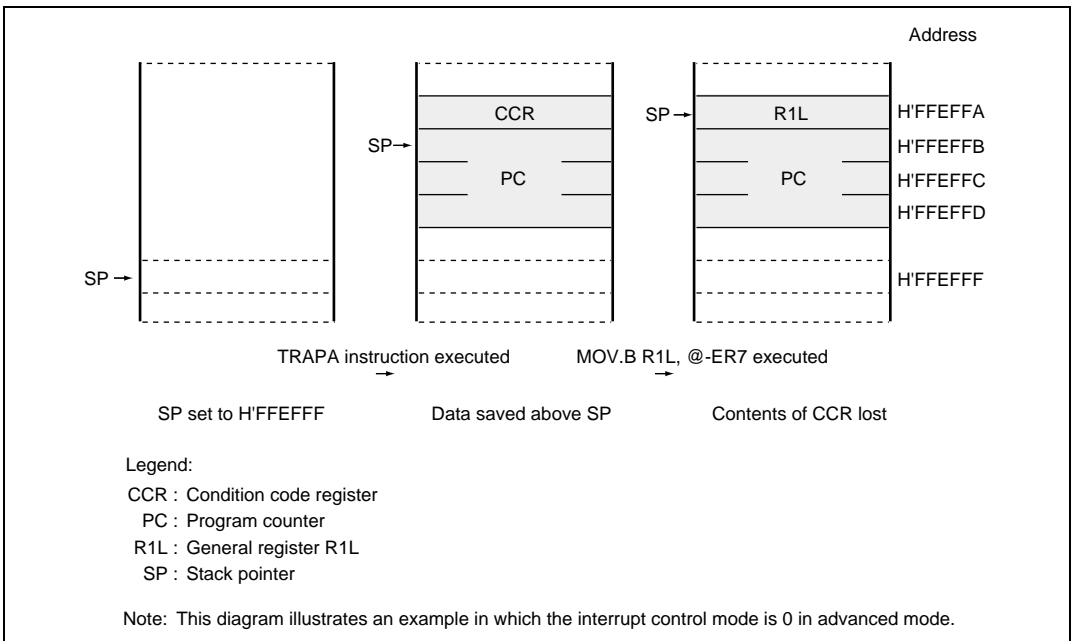 Address
CCR
SP
R1L
H'FFEFFA
SP
H'FFEFFB
PC
PC
H'FFEFFC
H'FFEFFD
SP
H'FFEFFF
TRAPA instruction executed
MOV.B R1L, @-ER7 executed
SP set to H'FFEFFF
Data saved above SP
Contents of CCR lost
Legend:
CCR : Condition code register
PC : Program counter
R1L : General register R1L
SP : Stack pointer
Note: This diagram illustrates an example in which the interrupt control mode is 0 in advanced mode.